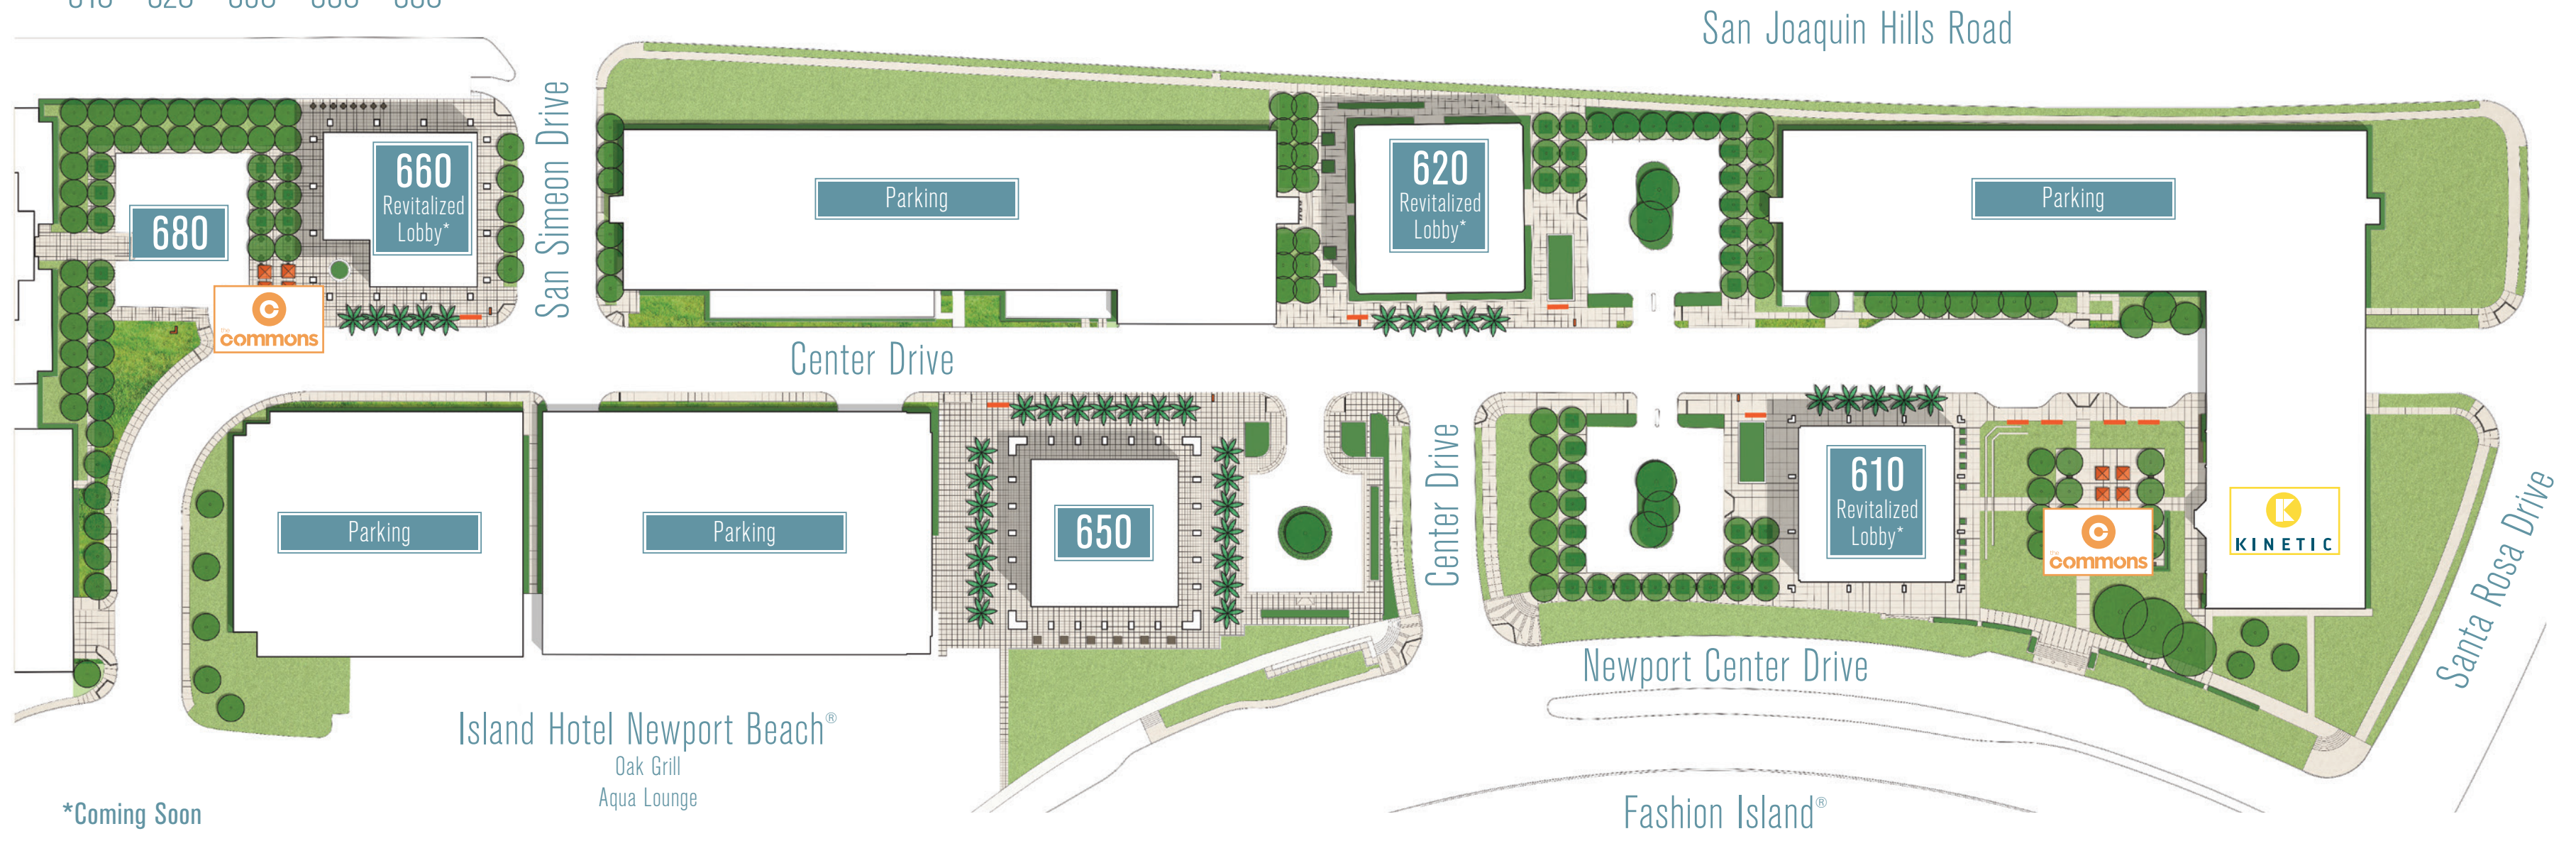 San Joaquin Hills Road
San Simeon Drive
660
Revitalized
Lobby*
680
Parking
620
Revitalized
Lobby*
Parking
the
commons
Center Drive
Parking
Parking
650
Center Drive
610
Revitalized
Lobby*
the
commons
K
KINETIC
Santa Rosa Drive
Newport Center Drive
Island Hotel Newport Beach®
Oak Grill
Aqua Lounge
Fashion Island®
*Coming Soon